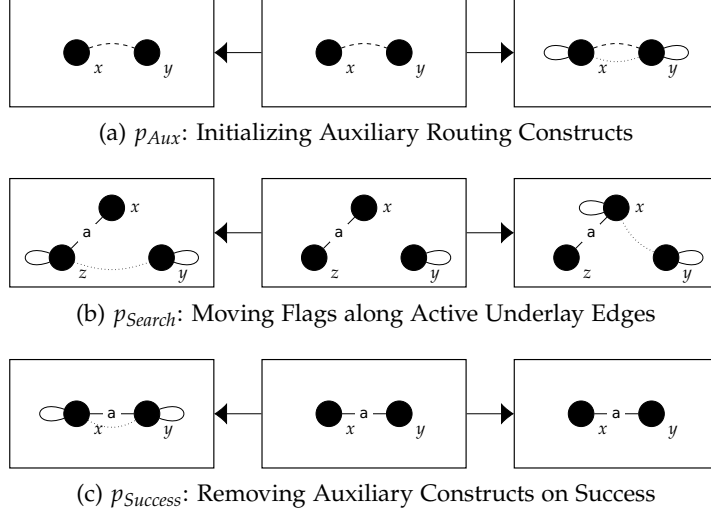 x y x y x y
(a) p_Aux: Initializing Auxiliary Routing Constructs
x x x
a a a
z y z y z y
(b) p_Search: Moving Flags along Active Underlay Edges
a a a
x y x y x y
(c) p_Success: Removing Auxiliary Constructs on Success